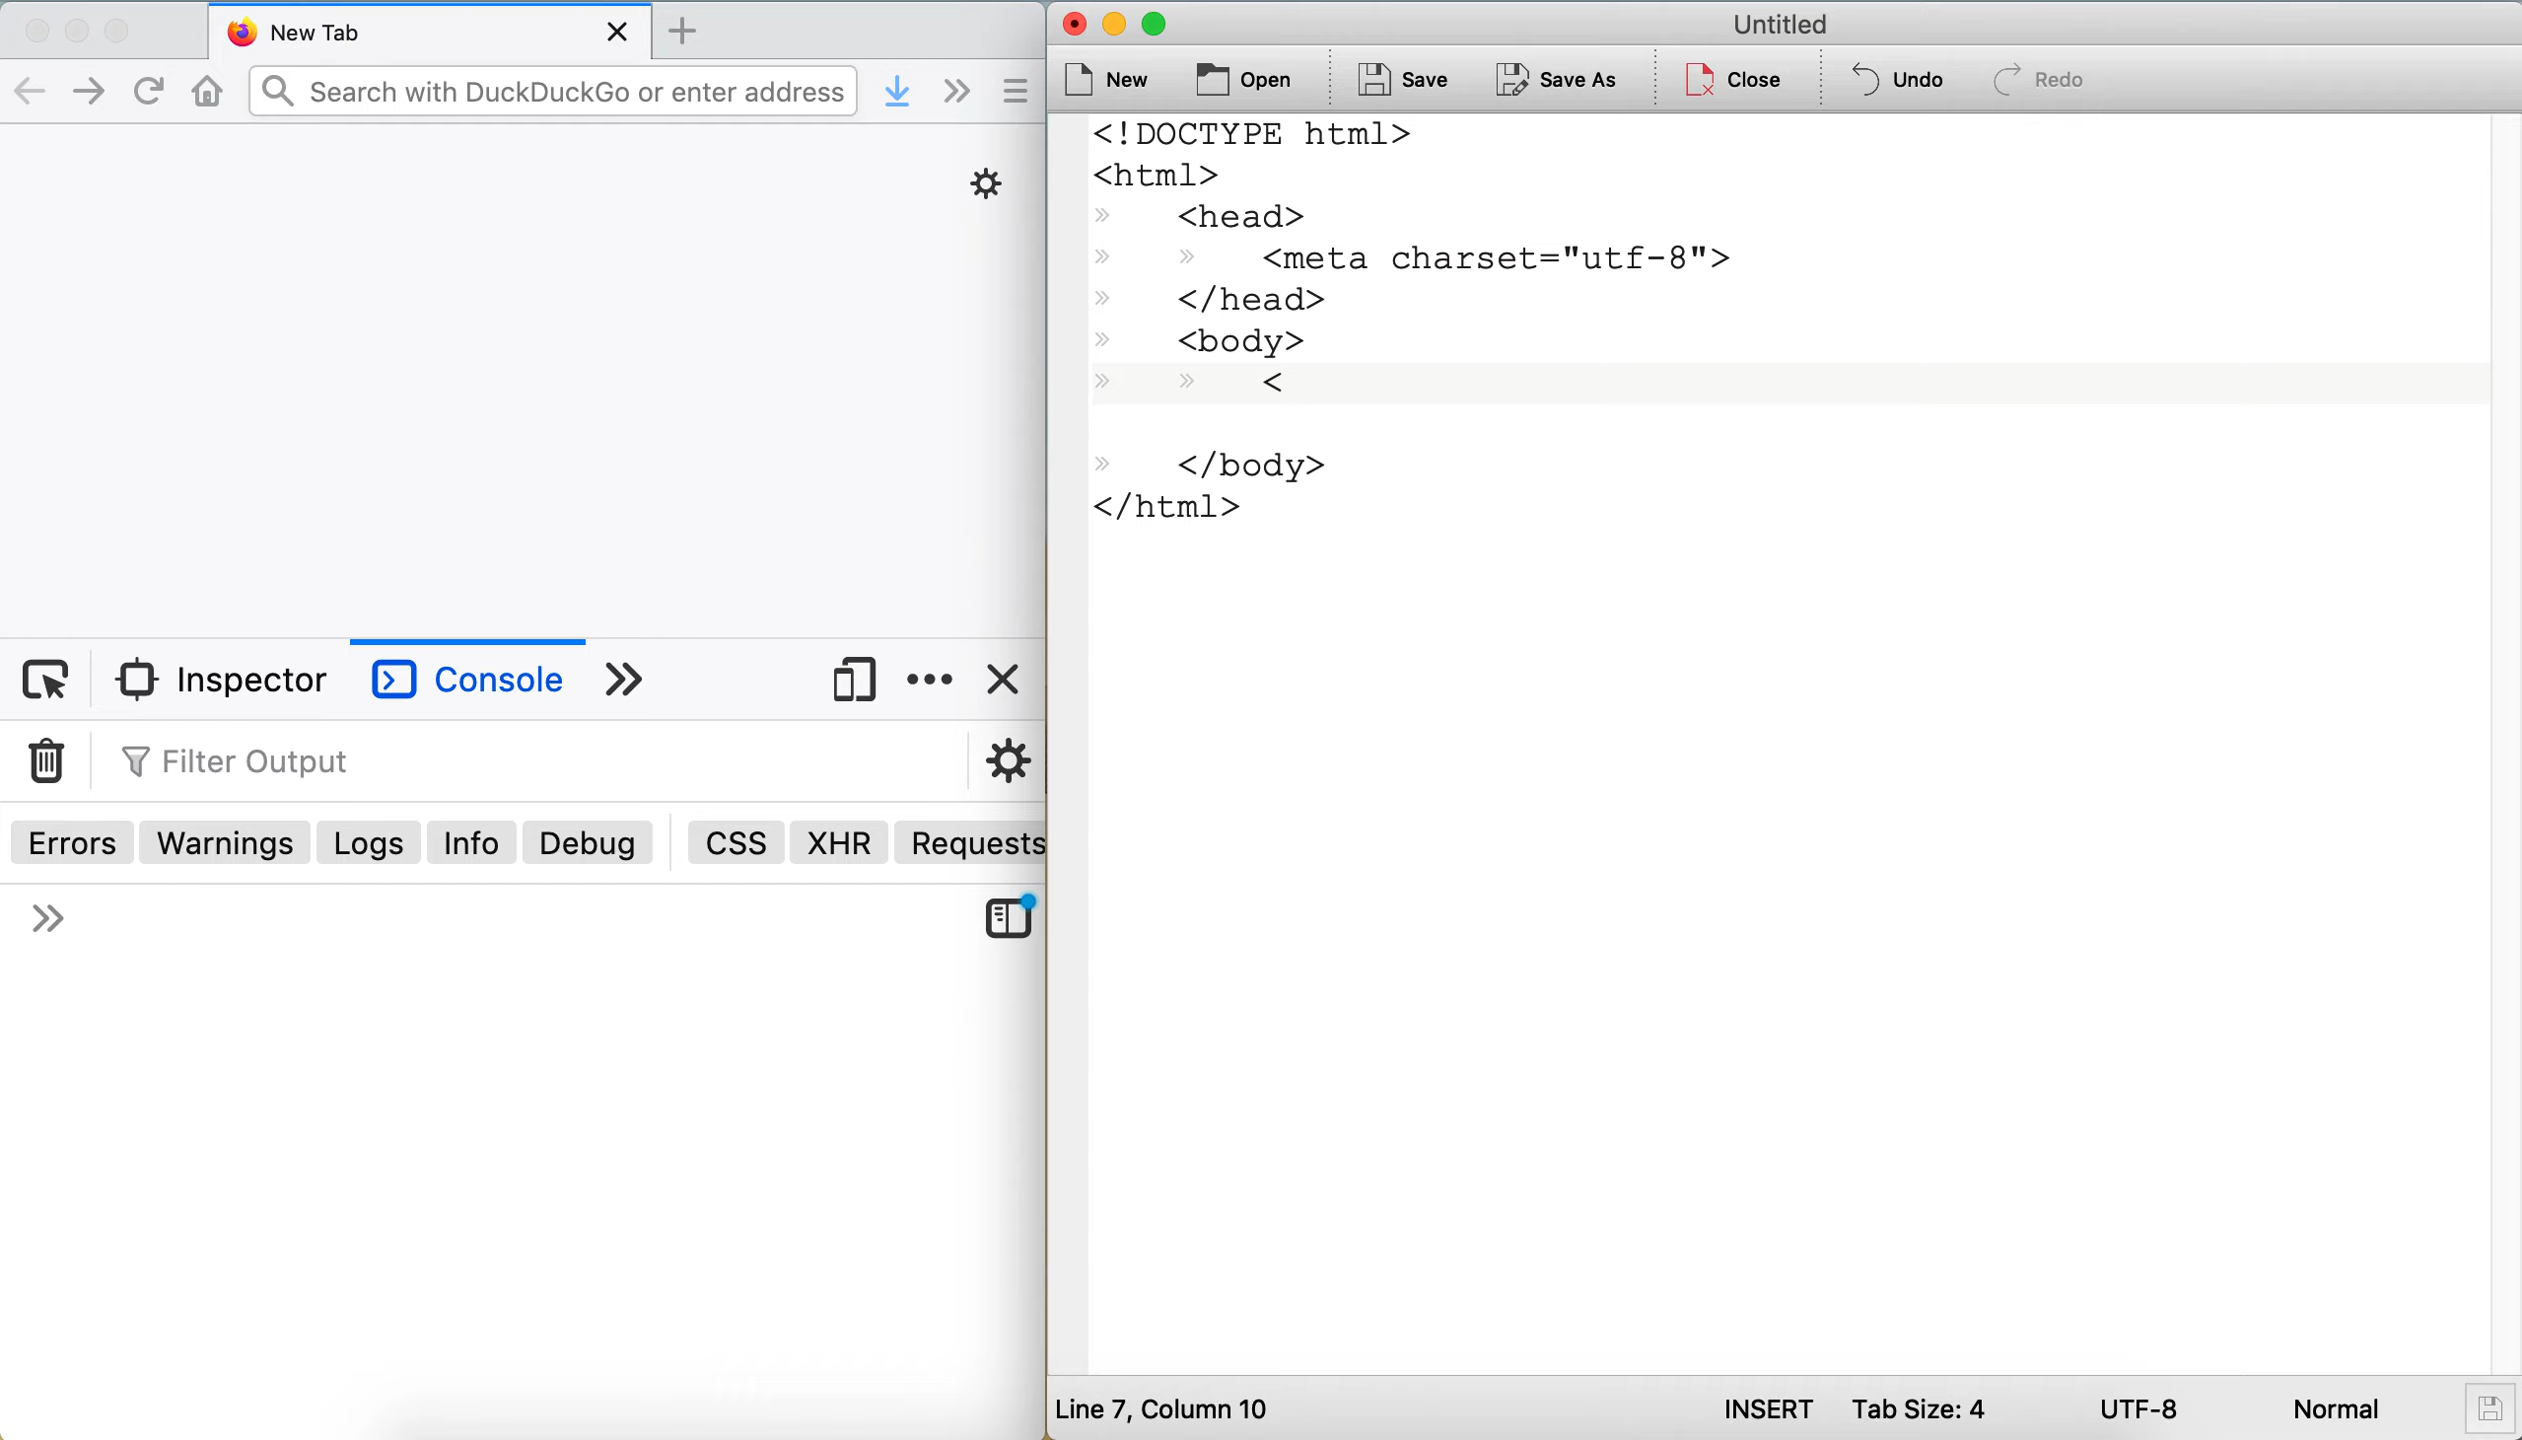 New Tab
Search with DuckDuckGo or enter address
Inspector
Console
Filter Output
Errors Warnings Logs Info Debug CSS XHR Requests
Untitled
New Open Save Save As Close Undo Redo
<!DOCTYPE html>
<html>
<head>
<meta charset="utf-8">
</head>
<body>
<
</body>
</html>
Line 7, Column 10 INSERT Tab Size: 4 UTF-8 Normal